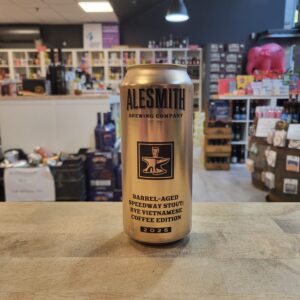 ALESMITH
BREWING COMPANY
BARREL-AGED
SPEEDWAY STOUT:
RYE VIETNAMESE
COFFEE EDITION
2025